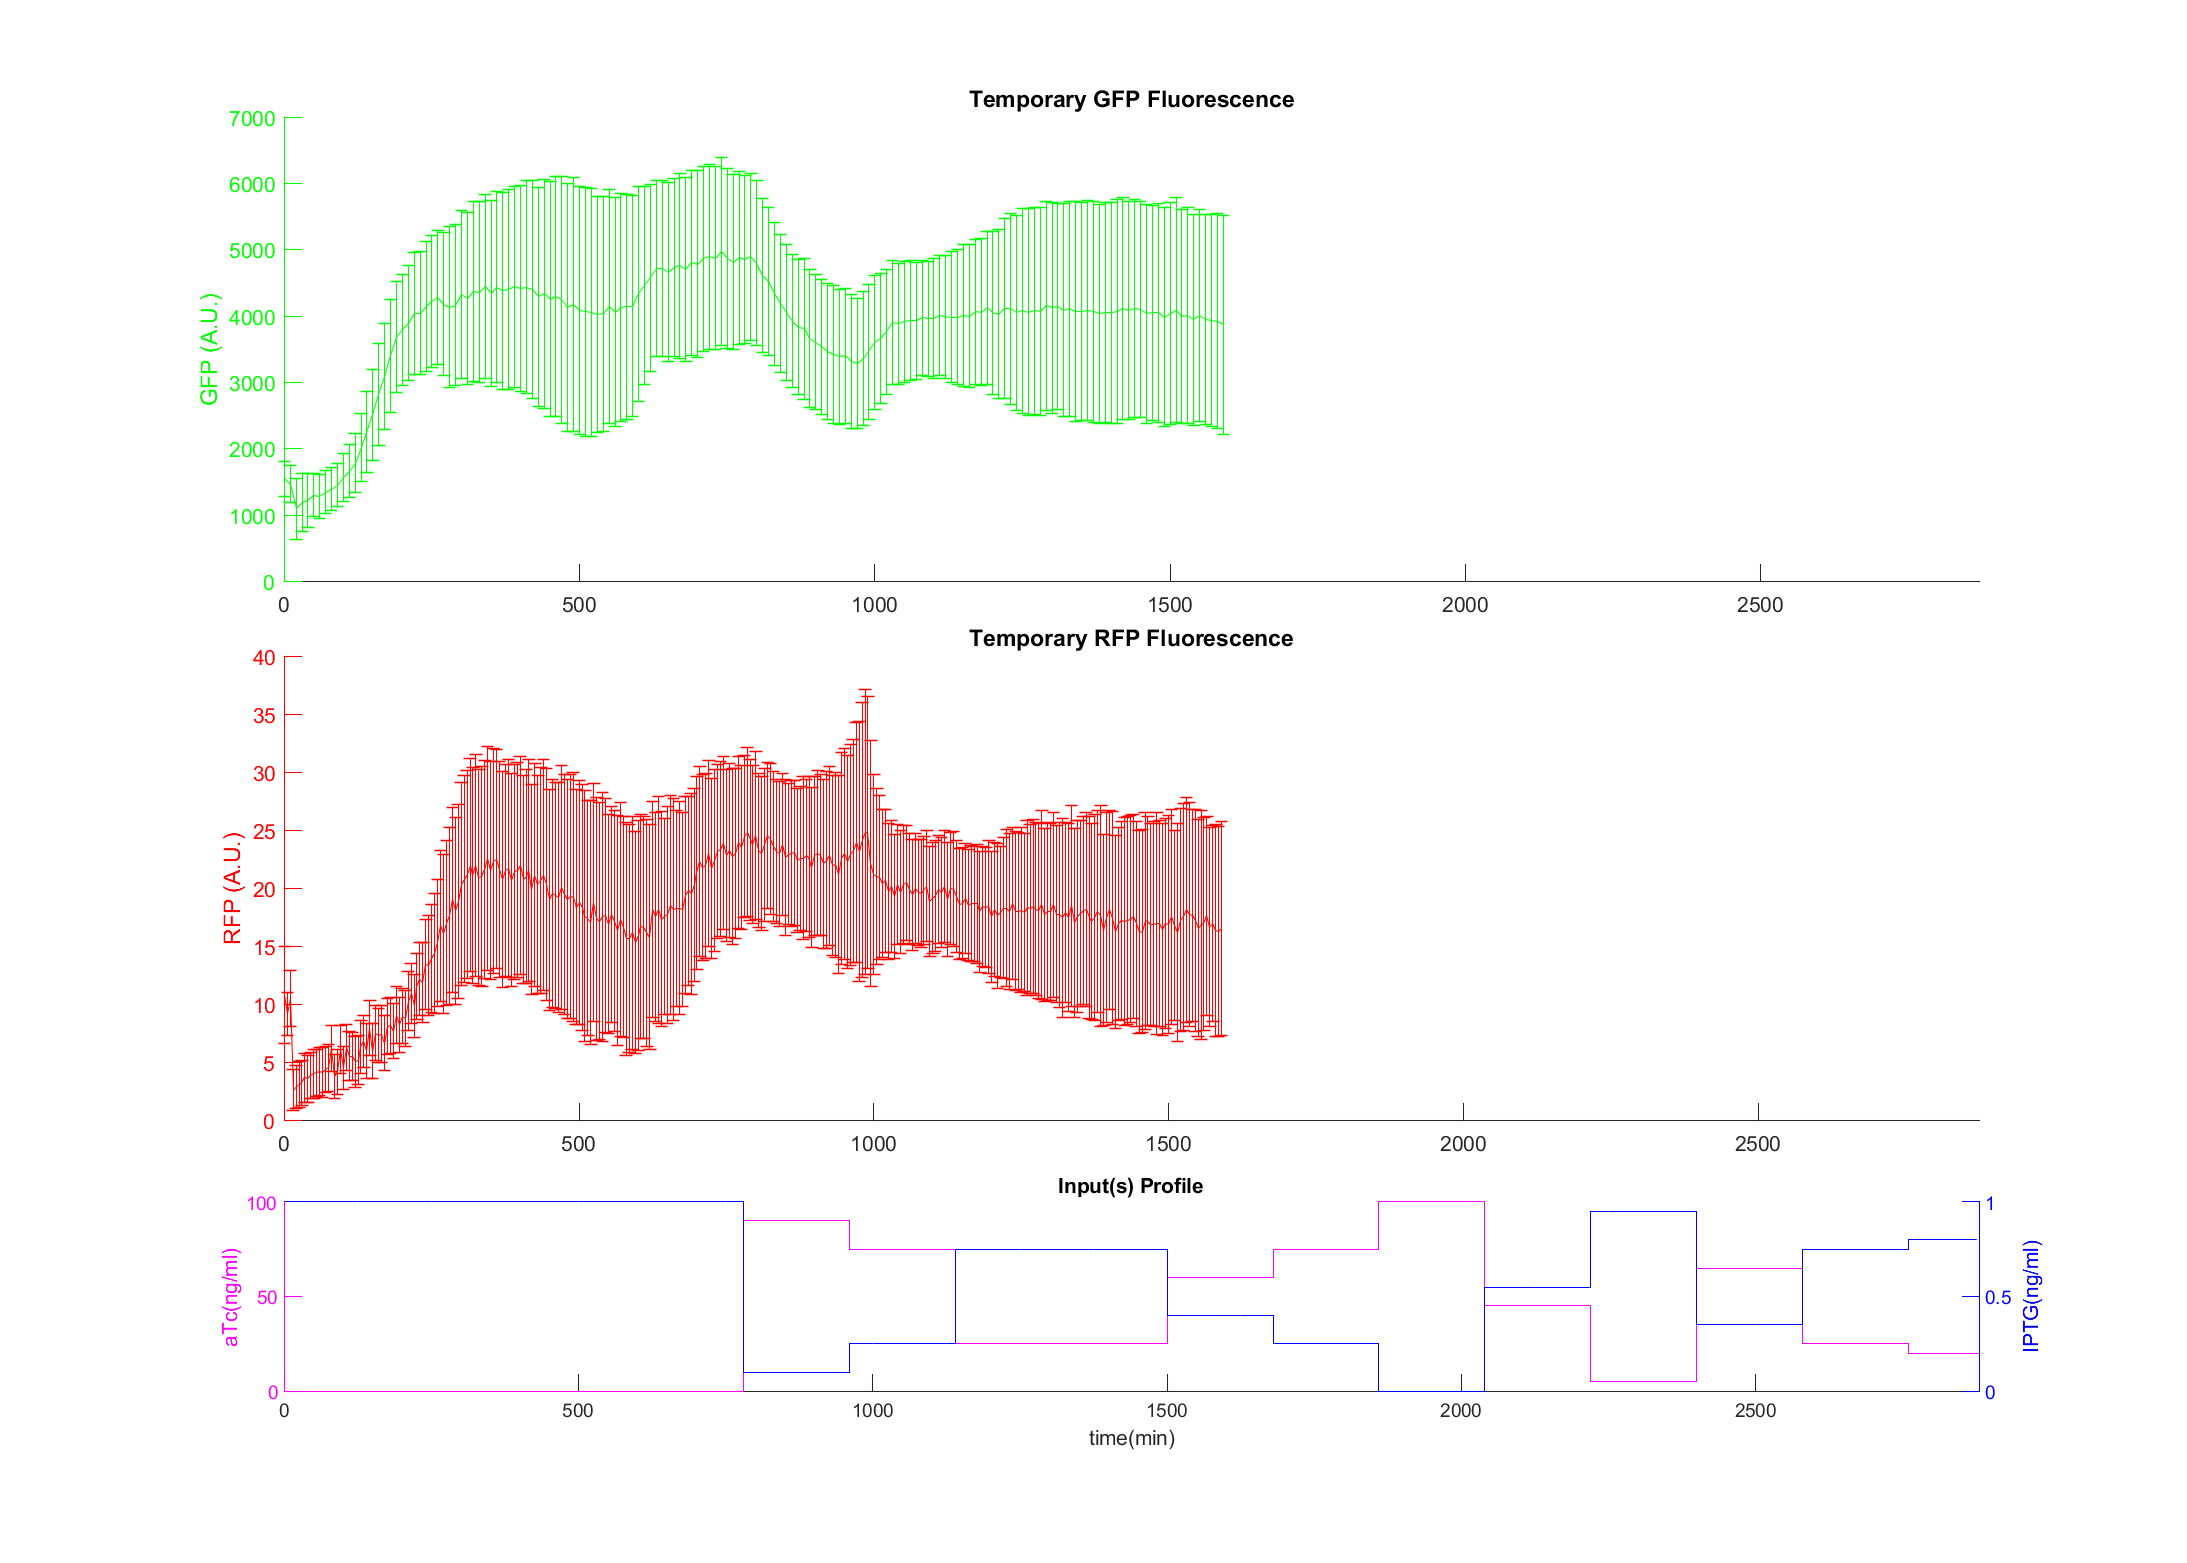 Temporary GFP Fluorescence
7000
6000
5000
4000
3000
2000
1000
0
GFP (A.U.)
0 500 1000 1500 2000 2500
Temporary RFP Fluorescence
40
35
30
25
20
15
10
5
0
RFP (A.U.)
0 500 1000 1500 2000 2500
Input(s) Profile
100
50
0
aTc(ng/ml)
1
0.5
0
IPTG(ng/ml)
0 500 1000 1500 2000 2500
time(min)